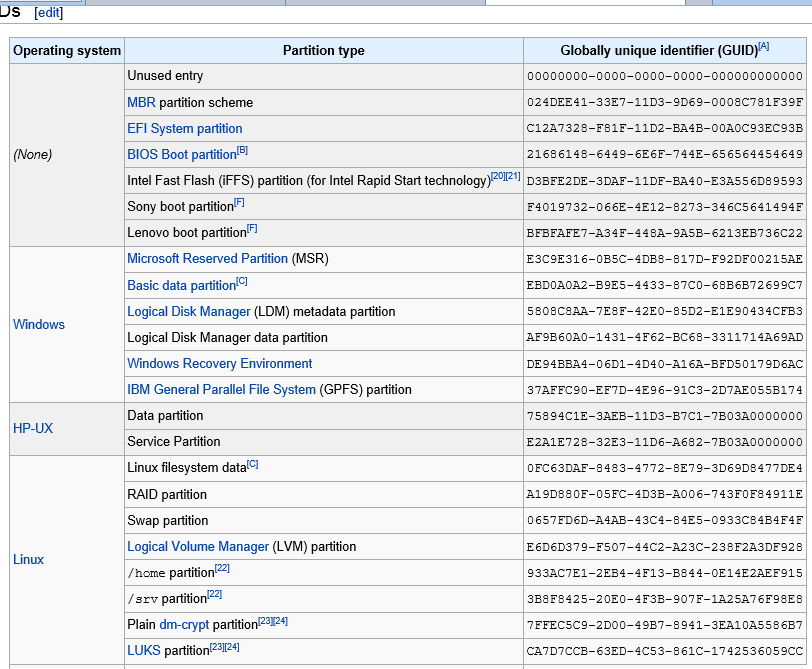 Ds [edit]
Operating system Partition type Globally unique identifier (GUID)[A]
(None)
Unused entry 00000000-0000-0000-0000-000000000000
MBR partition scheme 024DEE41-33E7-11D3-9D69-0008C781F39F
EFI System partition C12A7328-F81F-11D2-BA4B-00A0C93EC93B
BIOS Boot partition[B] 21686148-6449-6E6F-744E-656564454649
Intel Fast Flash (iFFS) partition (for Intel Rapid Start technology)[20][21] D3BFE2DE-3DAF-11DF-BA40-E3A556D89593
Sony boot partition[F] F4019732-066E-4E12-8273-346C5641494F
Lenovo boot partition[F] BFBFAFE7-A34F-448A-9A5B-6213EB736C22
Windows
Microsoft Reserved Partition (MSR) E3C9E316-0B5C-4DB8-817D-F92DF00215AE
Basic data partition[C] EBD0A0A2-B9E5-4433-87C0-68B6B72699C7
Logical Disk Manager (LDM) metadata partition 5808C8AA-7E8F-42E0-85D2-E1E90434CFB3
Logical Disk Manager data partition AF9B60A0-1431-4F62-BC68-3311714A69AD
Windows Recovery Environment DE94BBA4-06D1-4D40-A16A-BFD50179D6AC
IBM General Parallel File System (GPFS) partition 37AFFC90-EF7D-4E96-91C3-2D7AE055B174
HP-UX
Data partition 75894C1E-3AEB-11D3-B7C1-7B03A0000000
Service Partition E2A1E728-32E3-11D6-A682-7B03A0000000
Linux
Linux filesystem data[C] 0FC63DAF-8483-4772-8E79-3D69D8477DE4
RAID partition A19D880F-05FC-4D3B-A006-743F0F84911E
Swap partition 0657FD6D-A4AB-43C4-84E5-0933C84B4F4F
Logical Volume Manager (LVM) partition E6D6D379-F507-44C2-A23C-238F2A3DF928
/home partition[22] 933AC7E1-2EB4-4F13-B844-0E14E2AEF915
/srv partition[22] 3B8F8425-20E0-4F3B-907F-1A25A76F98E8
Plain dm-crypt partition[23][24] 7FFEC5C9-2D00-49B7-8941-3EA10A5586B7
LUKS partition[23][24] CA7D7CCB-63ED-4C53-861C-1742536059CC